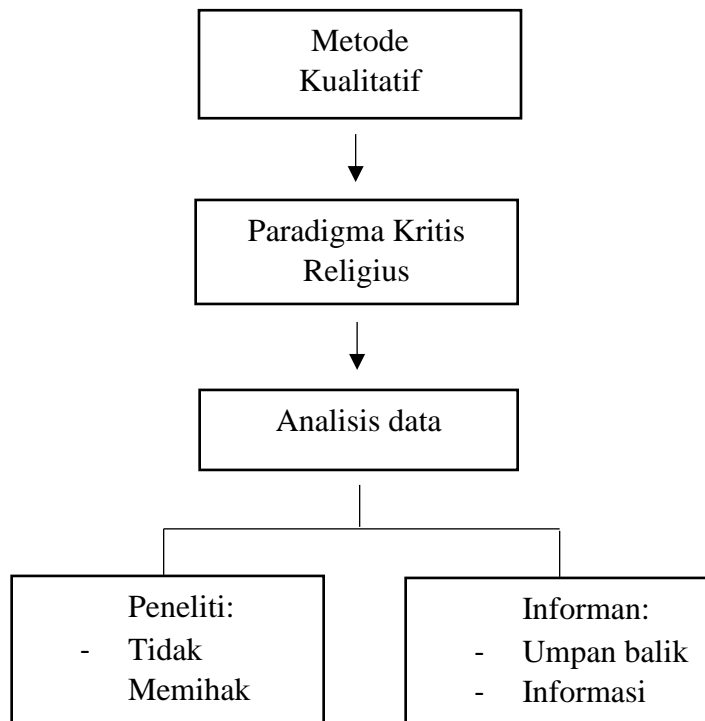 Metode
Kualitatif
Paradigma Kritis
Religius
Analisis data
Peneliti:
- Tidak
Memihak
Informan:
- Umpan balik
- Informasi